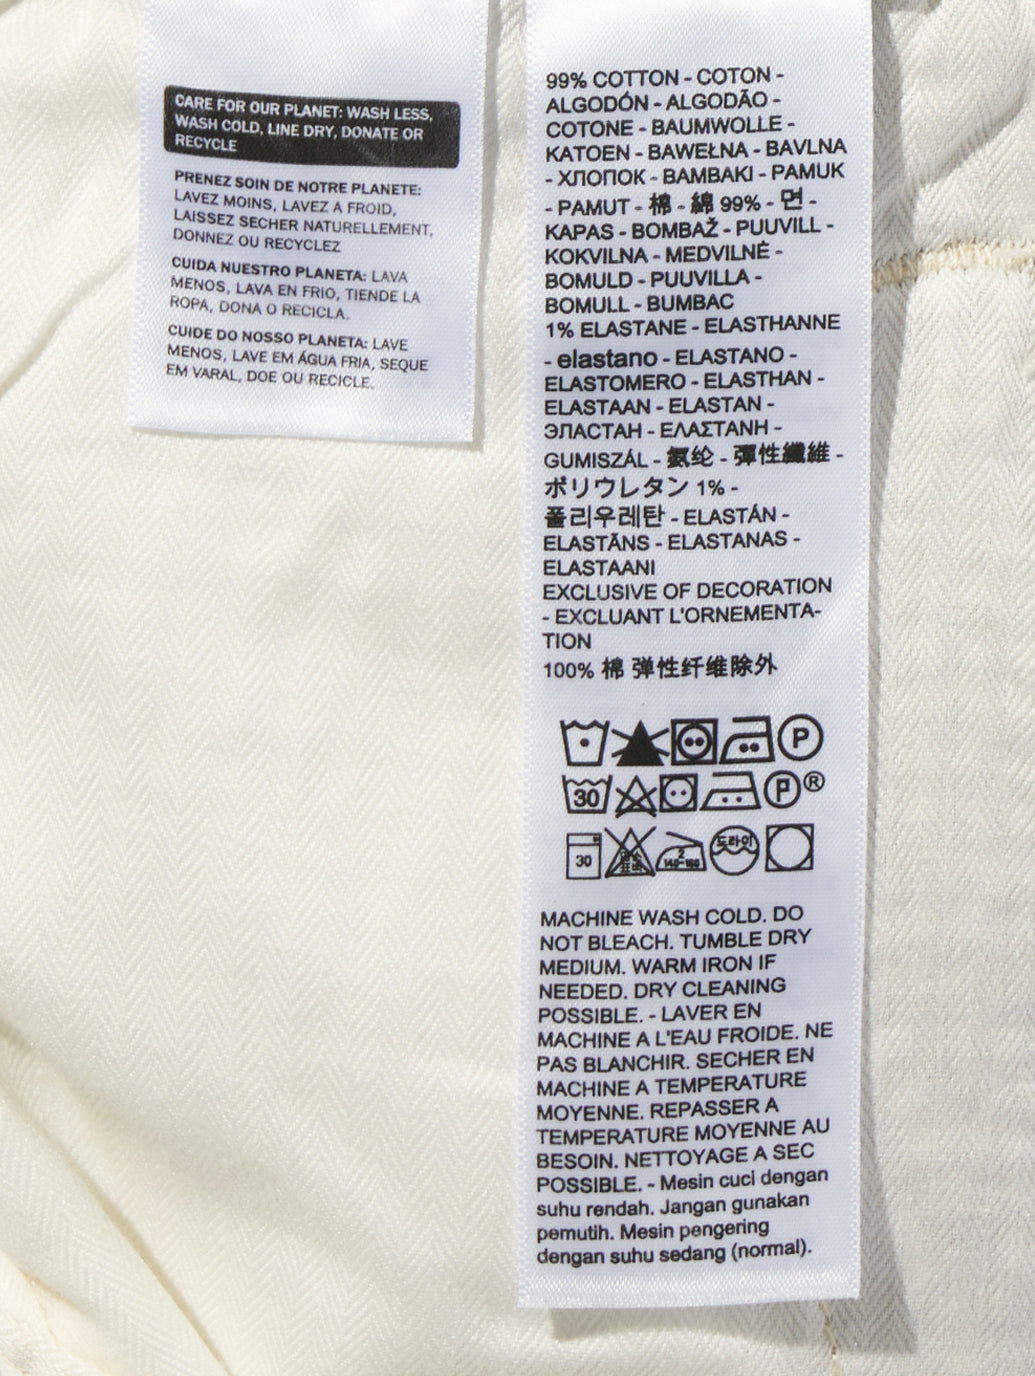 CARE FOR OUR PLANET: WASH LESS,
WASH COLD, LINE DRY, DONATE OR
RECYCLE
PRENEZ SOIN DE NOTRE PLANETE:
LAVEZ MOINS, LAVEZ A FROID,
LAISSEZ SECHER NATURELLEMENT,
DONNEZ OU RECYCLEZ
CUIDA NUESTRO PLANETA: LAVA
MENOS, LAVA EN FRIO, TIENDE LA
ROPA, DONA O RECICLA.
CUIDE DO NOSSO PLANETA: LAVE
MENOS, LAVE EM ÁGUA FRIA, SEQUE
EM VARAL, DOE OU RECICLE.
99% COTTON - COTON -
ALGODÓN - ALGODÃO -
COTONE - BAUMWOLLE -
KATOEN - BAWEŁNA - BAVLNA
- ХЛОПОК - BAMBAKI - PAMUK
- PAMUT - 棉 - 綿 99% - 면 -
KAPAS - BOMBAŽ - PUUVILL -
KOKVILNA - MEDVILNĖ -
BOMULD - PUUVILLA -
BOMULL - BUMBAC
1% ELASTANE - ELASTHANNE
- elastano - ELASTANO -
ELASTOMERO - ELASTHAN -
ELASTAAN - ELASTAN -
ЭЛАСТАН - ΕΛΑΣΤΑΝΗ -
GUMISZÁL - 氨纶 - 彈性纖維 -
ポリウレタン 1% -
폴리우레탄 - ELASTÁN -
ELASTĀNS - ELASTANAS -
ELASTAANI
EXCLUSIVE OF DECORATION
- EXCLUANT L'ORNEMENTA-
TION
100% 棉 弹性纤维除外
P
30 P ®
30 2 140-160 드라이
MACHINE WASH COLD. DO
NOT BLEACH. TUMBLE DRY
MEDIUM. WARM IRON IF
NEEDED. DRY CLEANING
POSSIBLE. - LAVER EN
MACHINE A L'EAU FROIDE. NE
PAS BLANCHIR. SECHER EN
MACHINE A TEMPERATURE
MOYENNE. REPASSER A
TEMPERATURE MOYENNE AU
BESOIN. NETTOYAGE A SEC
POSSIBLE. - Mesin cuci dengan
suhu rendah. Jangan gunakan
pemutih. Mesin pengering
dengan suhu sedang (normal).